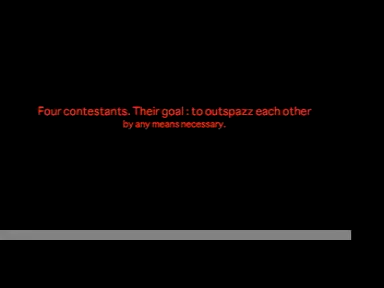 Four contestants. Their goal : to outspazz each other
by any means necessary.